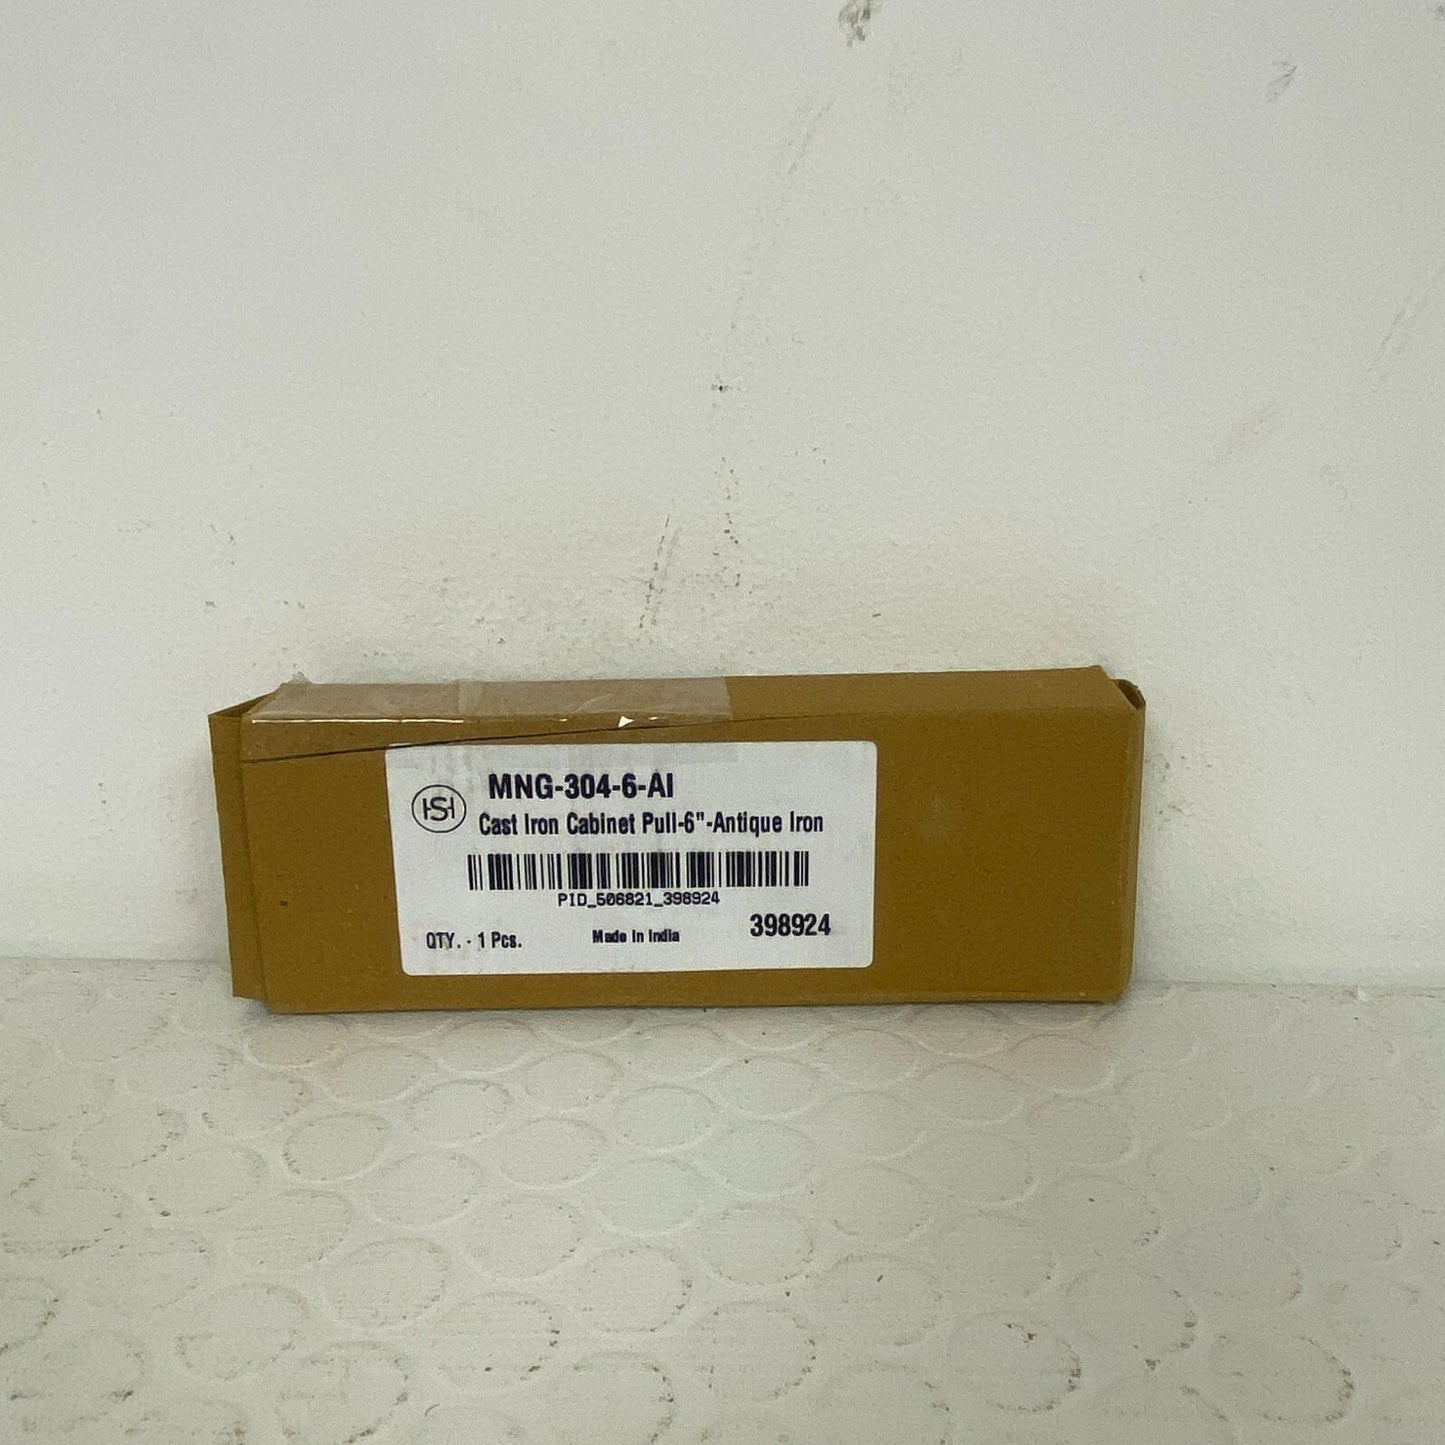 HSH
MNG-304-6-AI
Cast Iron Cabinet Pull-6"-Antique Iron
PID_506821_398924
QTY. - 1 Pcs.
Made In India
398924